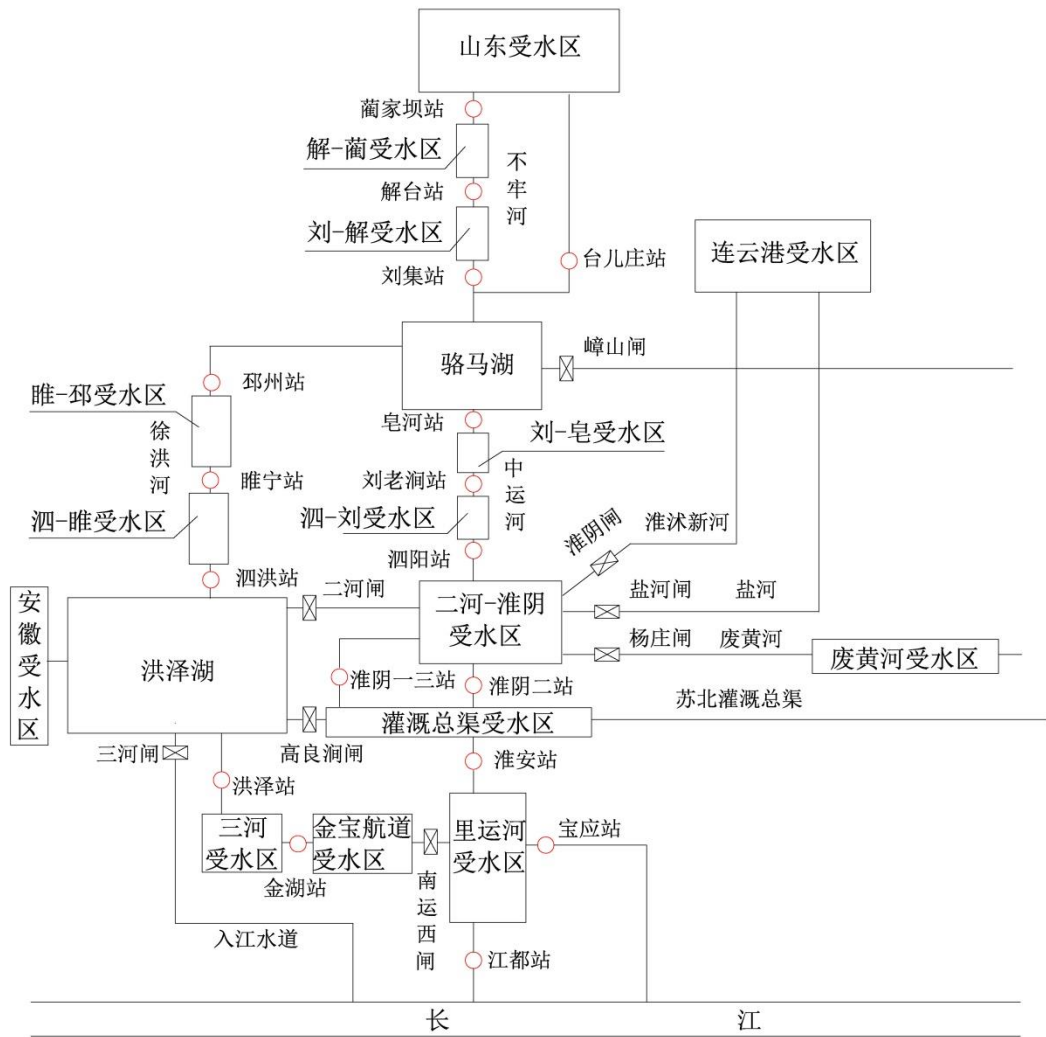 山东受水区
蔺家坝站
解-蔺受水区
不牢河
解台站
刘-解受水区
刘集站
台儿庄站
连云港受水区
骆马湖
嶂山闸
邳州站
睢-邳受水区
徐洪河
皂河站
刘-皂受水区
睢宁站
刘老涧站
中运河
泗-睢受水区
泗-刘受水区
泗阳站
淮阴闸
淮沭新河
泗洪站
二河闸
二河-淮阴
受水区
盐河闸
盐河
安徽受水区
洪泽湖
杨庄闸
废黄河
废黄河受水区
淮阴一三站
淮阴二站
灌溉总渠受水区
苏北灌溉总渠
三河闸
高良涧闸
淮安站
洪泽站
三河
受水区
金宝航道
受水区
里运河
受水区
宝应站
金湖站
南运西闸
入江水道
江都站
长 江